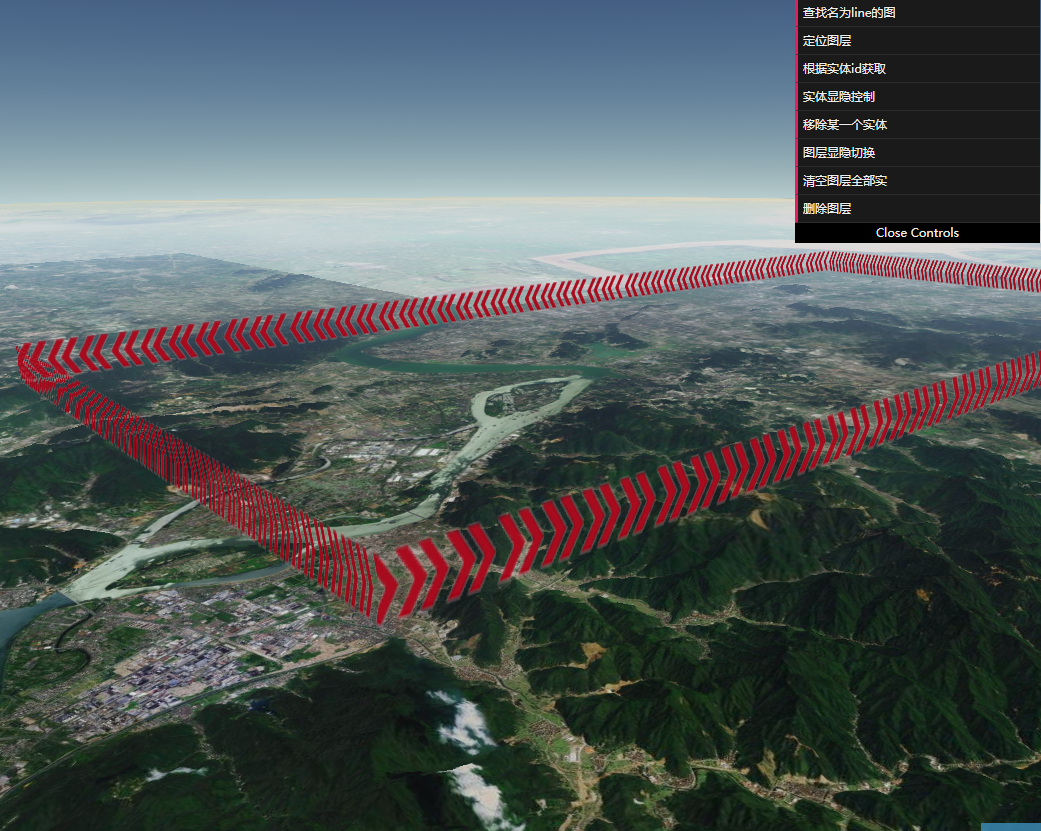 查找名为line的图
定位图层
根据实体id获取
实体显隐控制
移除某一个实体
图层显隐切换
清空图层全部实
删除图层
Close Controls